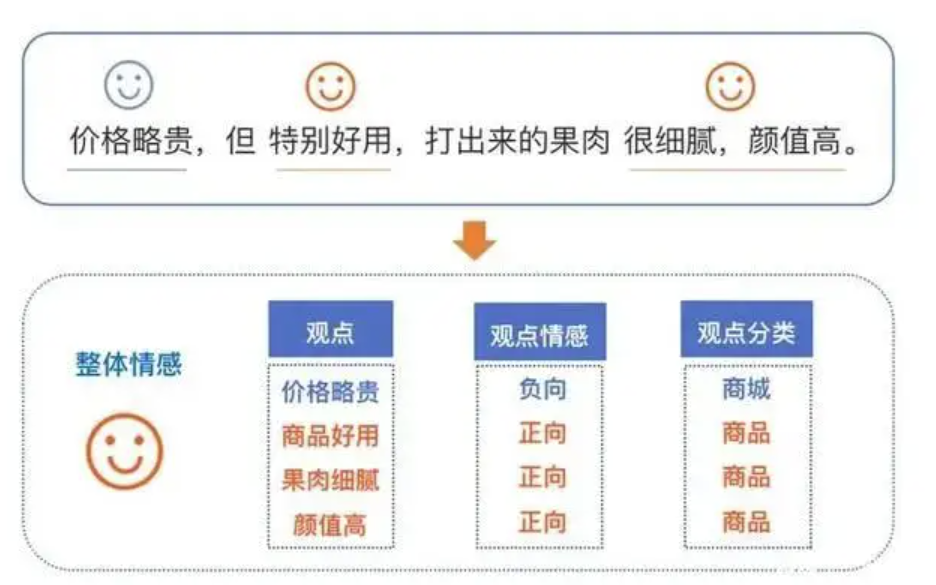 价格略贵，但 特别好用，打出来的果肉 很细腻，颜值高。
整体情感
观点 观点情感 观点分类
价格略贵 负向 商城
商品好用 正向 商品
果肉细腻 正向 商品
颜值高 正向 商品